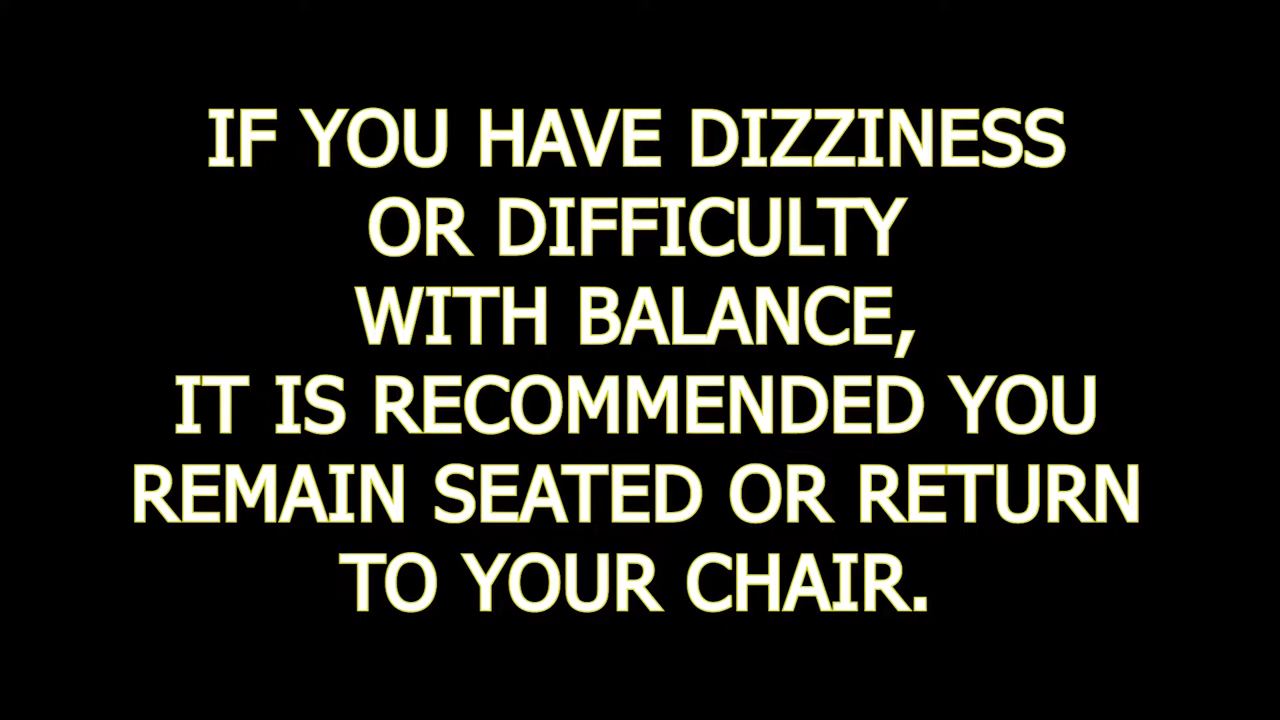 IF YOU HAVE DIZZINESS
OR DIFFICULTY
WITH BALANCE,
IT IS RECOMMENDED YOU
REMAIN SEATED OR RETURN
TO YOUR CHAIR.